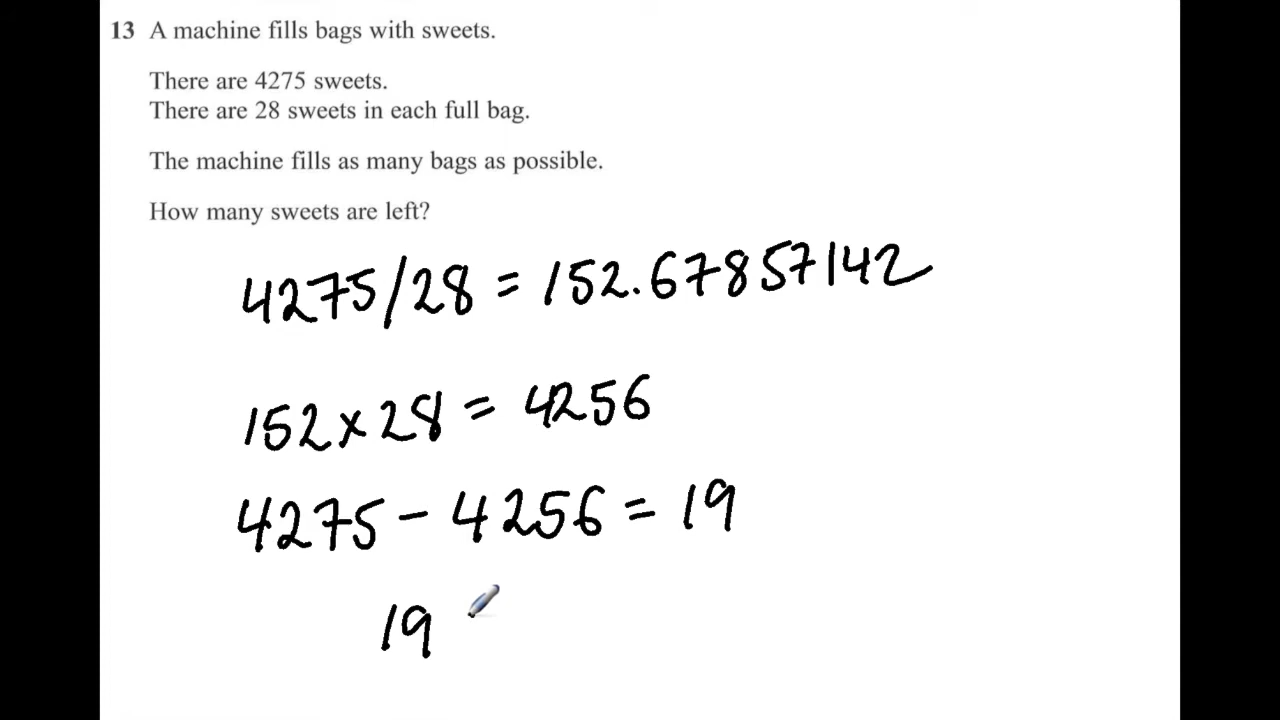 13 A machine fills bags with sweets.
There are 4275 sweets.
There are 28 sweets in each full bag.
The machine fills as many bags as possible.
How many sweets are left?
4275/28 = 152.67857142
152×28 = 4256
4275 - 4256 = 19
19